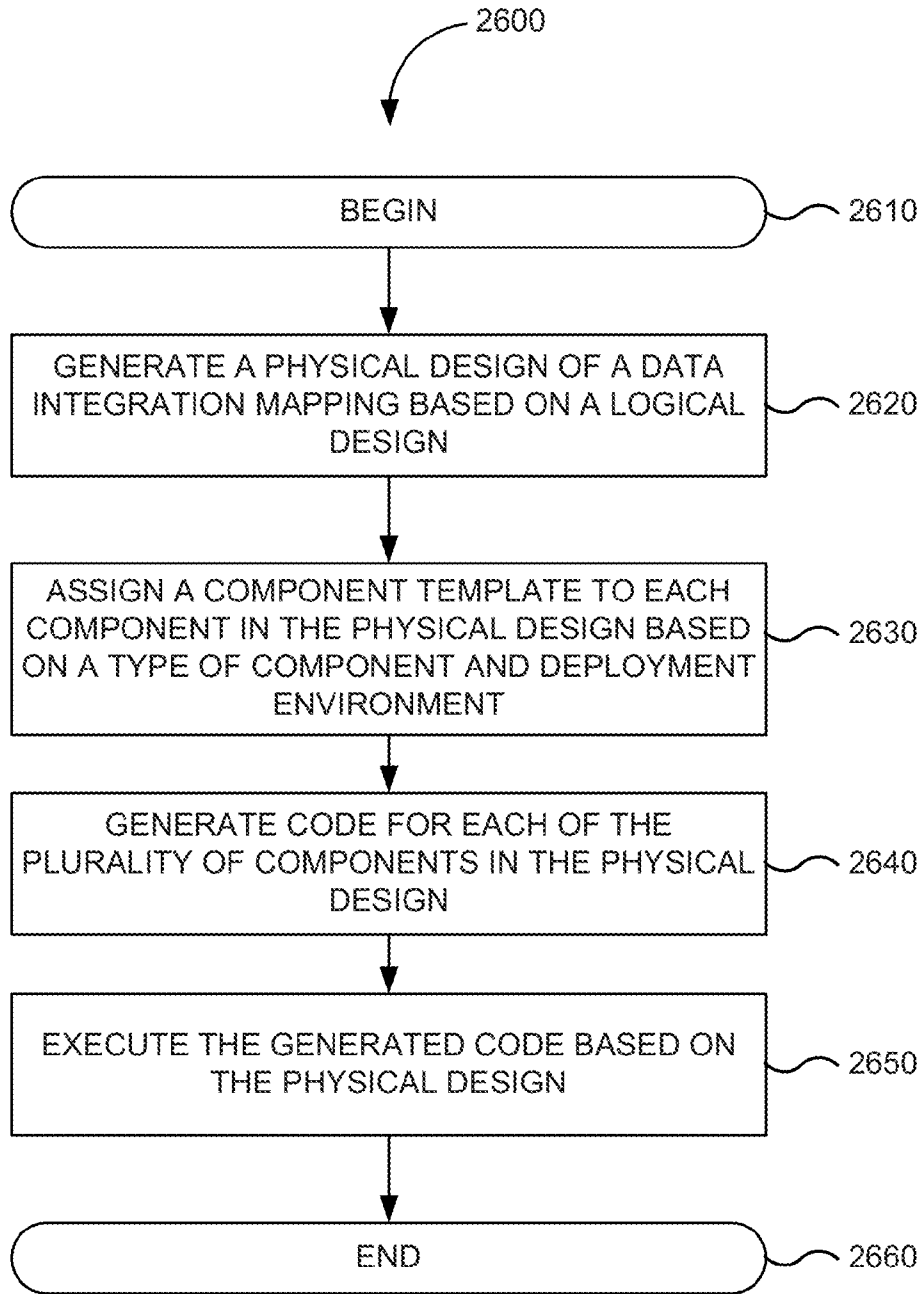 2600
BEGIN
2610
GENERATE A PHYSICAL DESIGN OF A DATA
INTEGRATION MAPPING BASED ON A LOGICAL
DESIGN
2620
ASSIGN A COMPONENT TEMPLATE TO EACH
COMPONENT IN THE PHYSICAL DESIGN BASED
ON A TYPE OF COMPONENT AND DEPLOYMENT
ENVIRONMENT
2630
GENERATE CODE FOR EACH OF THE
PLURALITY OF COMPONENTS IN THE PHYSICAL
DESIGN
2640
EXECUTE THE GENERATED CODE BASED ON
THE PHYSICAL DESIGN
2650
END
2660